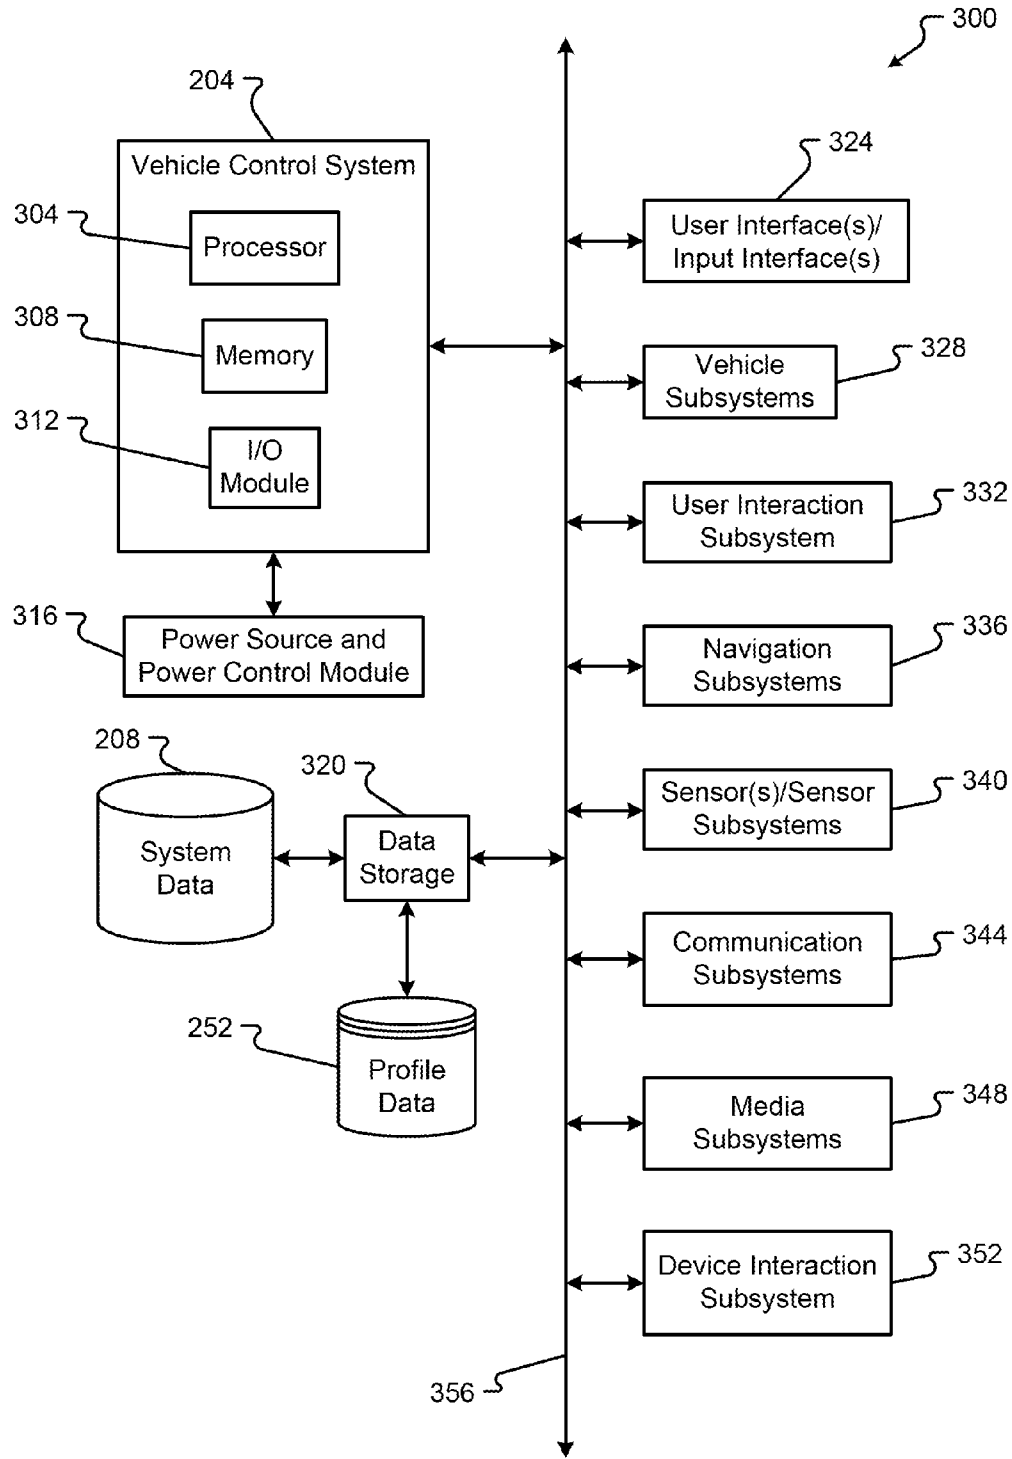 300
204
Vehicle Control System
304
Processor
308
Memory
312
I/O
Module
316
Power Source and
Power Control Module
208
System
Data
320
Data
Storage
252
Profile
Data
324
User Interface(s)/
Input Interface(s)
328
Vehicle
Subsystems
332
User Interaction
Subsystem
336
Navigation
Subsystems
340
Sensor(s)/Sensor
Subsystems
344
Communication
Subsystems
348
Media
Subsystems
352
Device Interaction
Subsystem
356